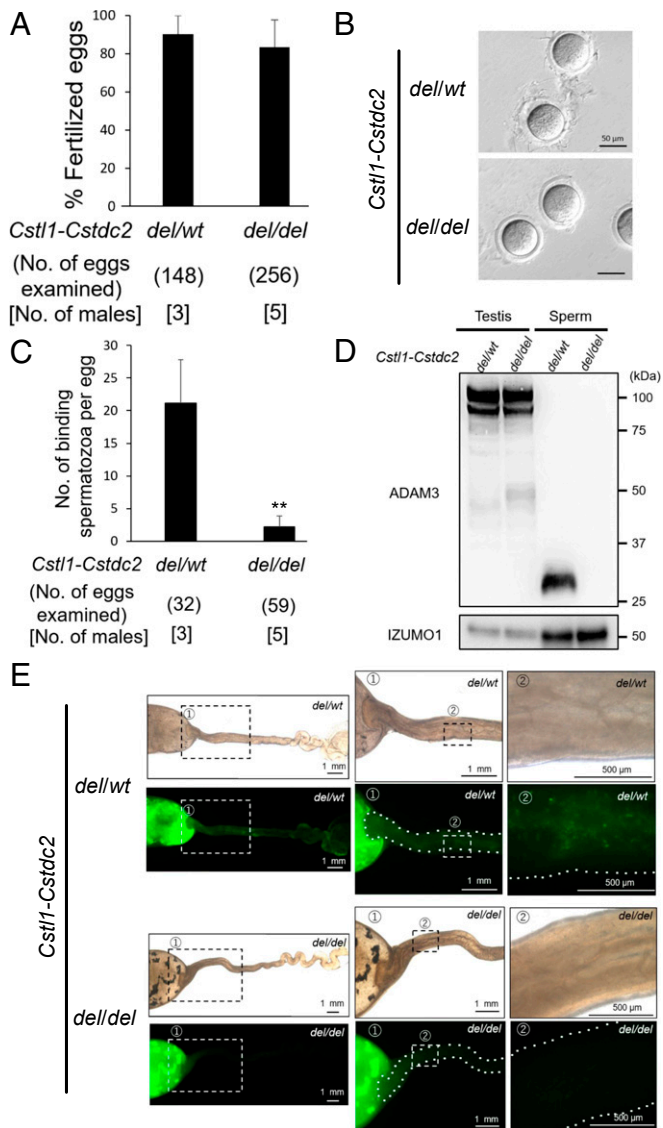 A
% Fertilized eggs
100
80
60
40
20
0
Cstl1-Cstdc2 del/wt del/del
(No. of eggs examined) (148) (256)
[No. of males] [3] [5]
B
Cstl1-Cstdc2
del/wt
50 µm
del/del
C
No. of binding spermatozoa per egg
30
25
20
15
10
5
0
**
Cstl1-Cstdc2 del/wt del/del
(No. of eggs examined) (32) (59)
[No. of males] [3] [5]
D
Testis Sperm
Cstl1-Cstdc2 del/wt del/del del/wt del/del
(kDa)
100
75
ADAM3
50
37
25
IZUMO1
50
E
Cstl1-Cstdc2
del/wt
① del/wt 1 mm
① ② del/wt 1 mm
② del/wt 500 µm
① del/wt 1 mm
① ② del/wt 1 mm
② del/wt 500 µm
del/del
① del/del 1 mm
① ② del/del 1 mm
② del/del 500 µm
① del/del 1 mm
① ② del/del 1 mm
② del/del 500 µm